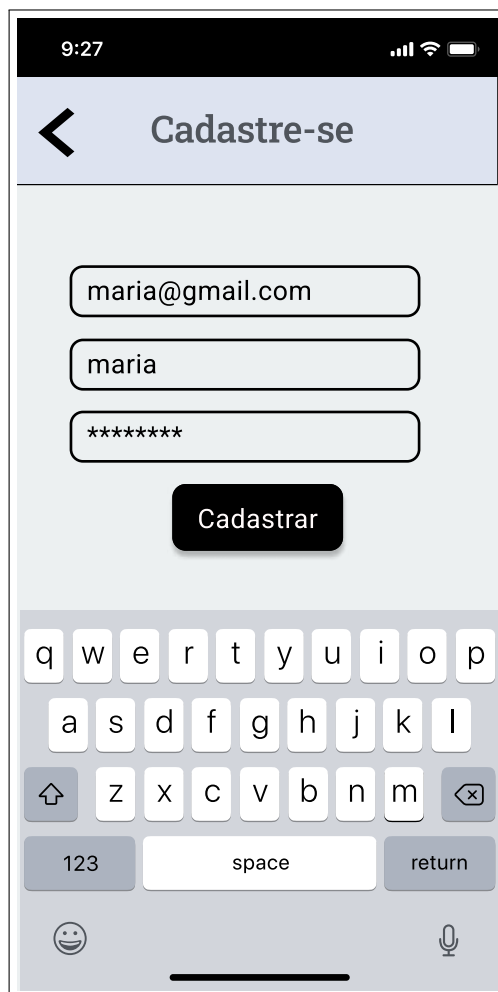 9:27
Cadastre-se
maria@gmail.com
maria
********
Cadastrar
q w e r t y u i o p
a s d f g h j k l
z x c v b n m
123 space return